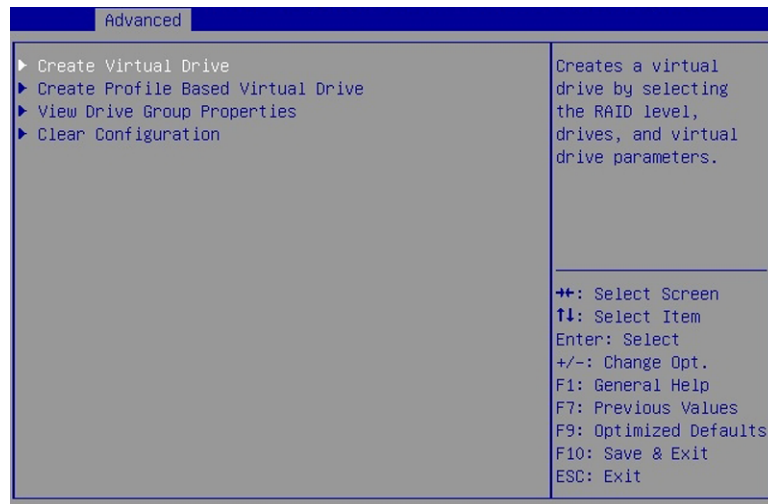 Advanced
Create Virtual Drive
Create Profile Based Virtual Drive
View Drive Group Properties
Clear Configuration
Creates a virtual
drive by selecting
the RAID level,
drives, and virtual
drive parameters.
→←: Select Screen
↑↓: Select Item
Enter: Select
+/-: Change Opt.
F1: General Help
F7: Previous Values
F9: Optimized Defaults
F10: Save & Exit
ESC: Exit